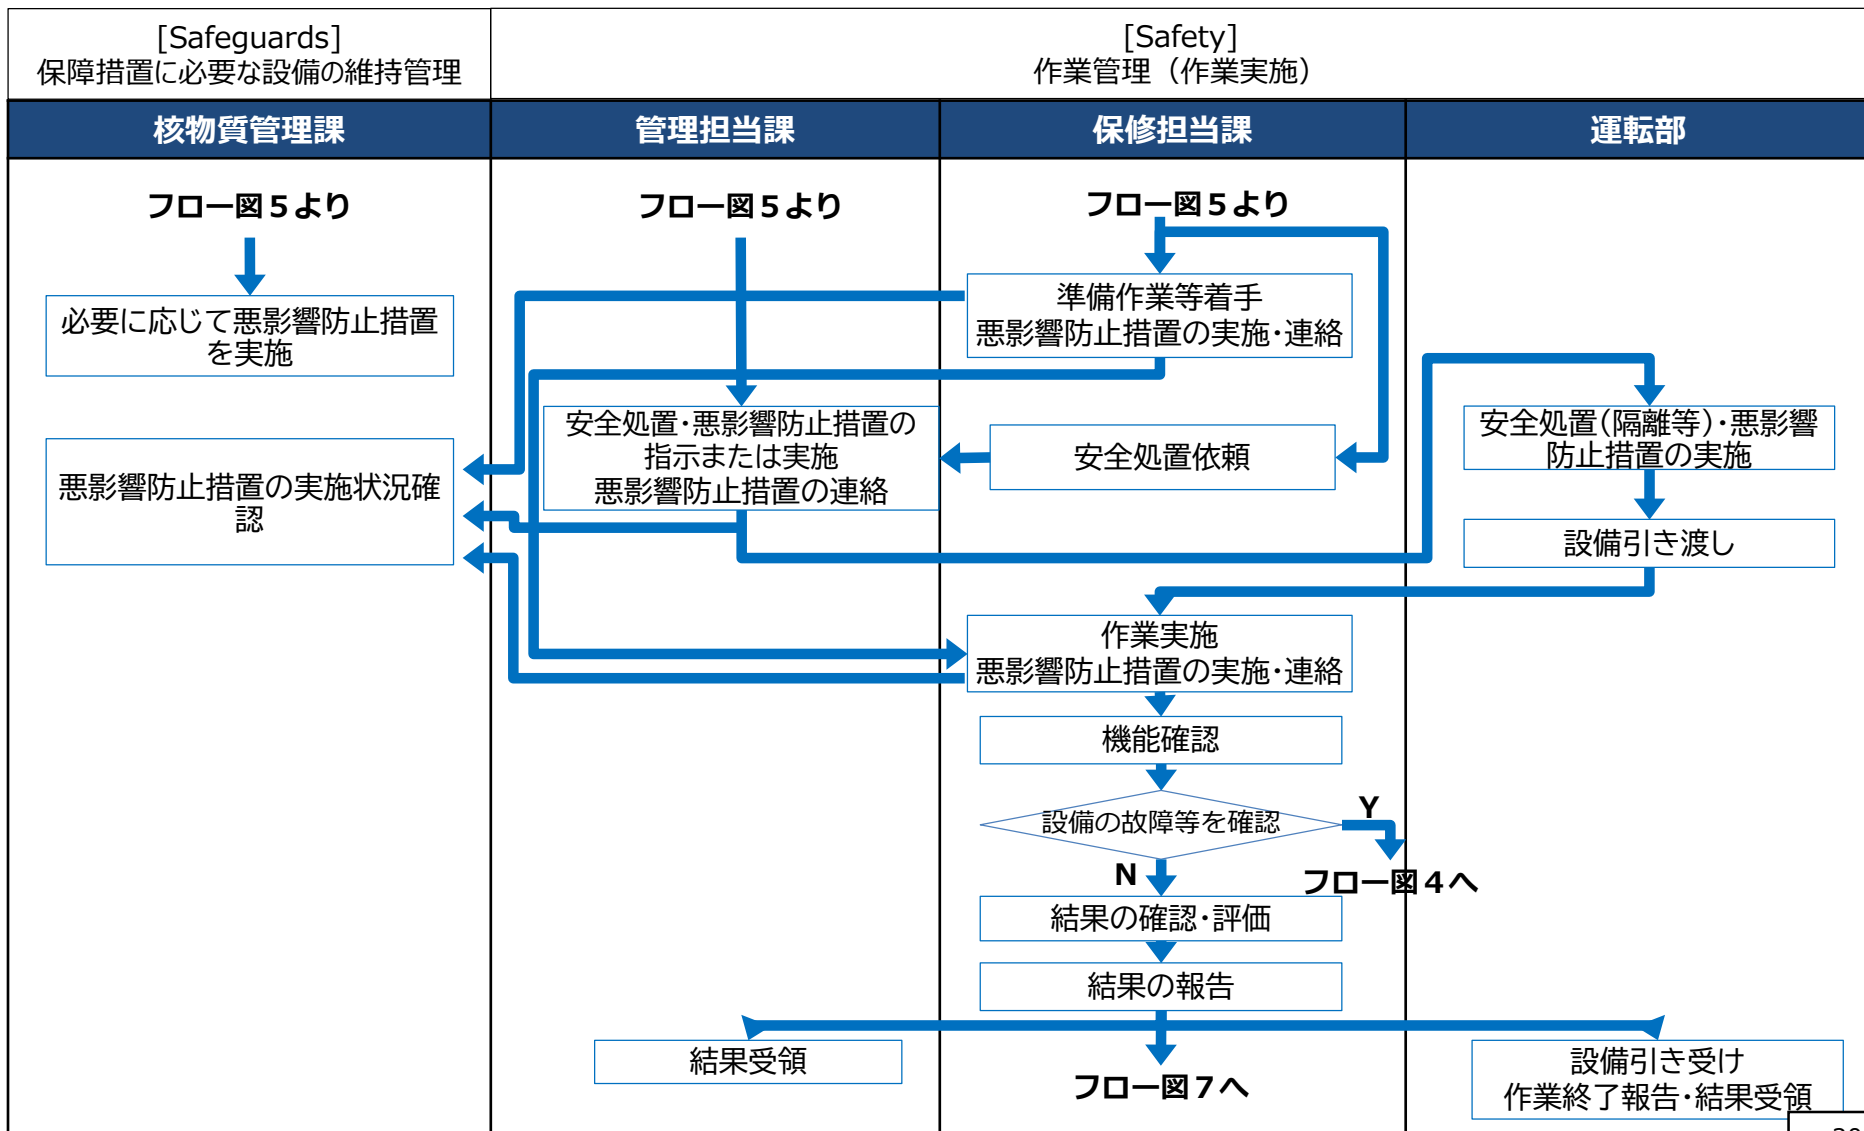 [Safeguards]
保障措置に必要な設備の維持管理
[Safety]
作業管理（作業実施）
核物質管理課
管理担当課
保修担当課
運転部
フロー図５より
フロー図５より
フロー図５より
必要に応じて悪影響防止措置
を実施
準備作業等着手
悪影響防止措置の実施・連絡
安全処置・悪影響防止措置の
指示または実施
悪影響防止措置の連絡
安全処置依頼
安全処置（隔離等）・悪影響
防止措置の実施
悪影響防止措置の実施状況確
認
設備引き渡し
作業実施
悪影響防止措置の実施・連絡
機能確認
設備の故障等を確認
Y
N
フロー図４へ
結果の確認・評価
結果の報告
結果受領
フロー図７へ
設備引き受け
作業終了報告・結果受領